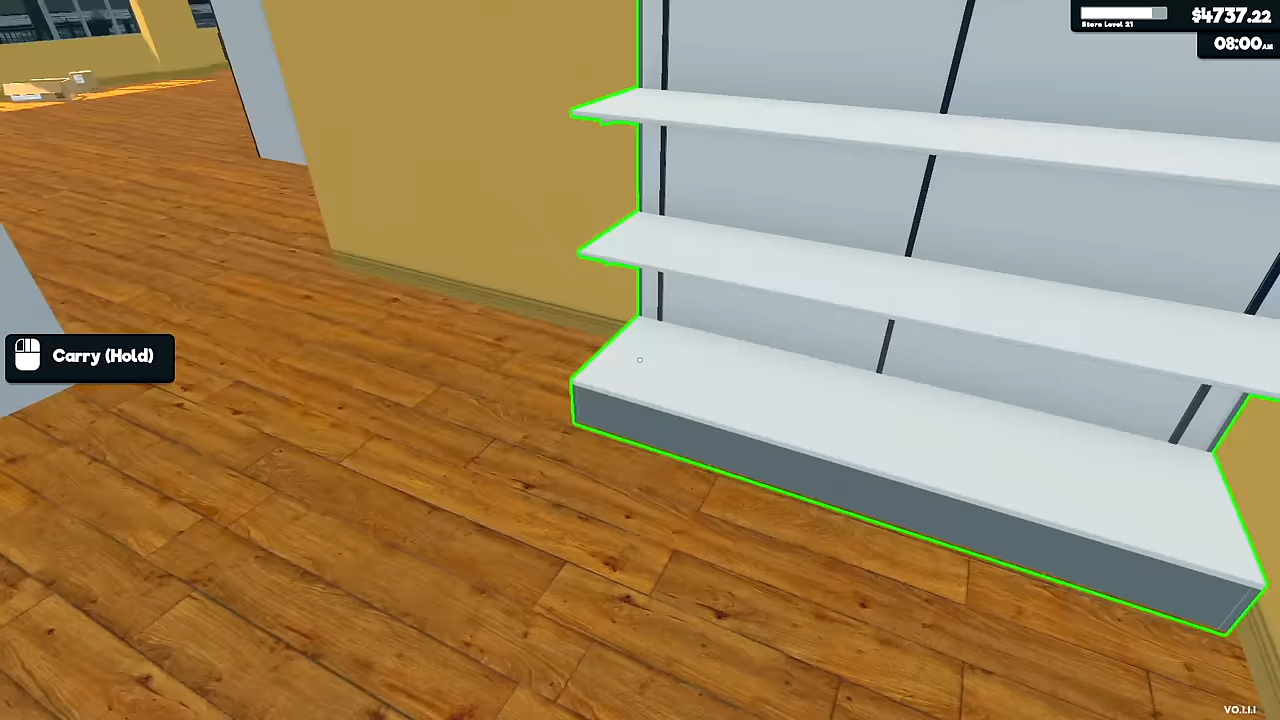 $4737.22
Store Level 21
08:00AM
Carry (Hold)
V0.1.1.1